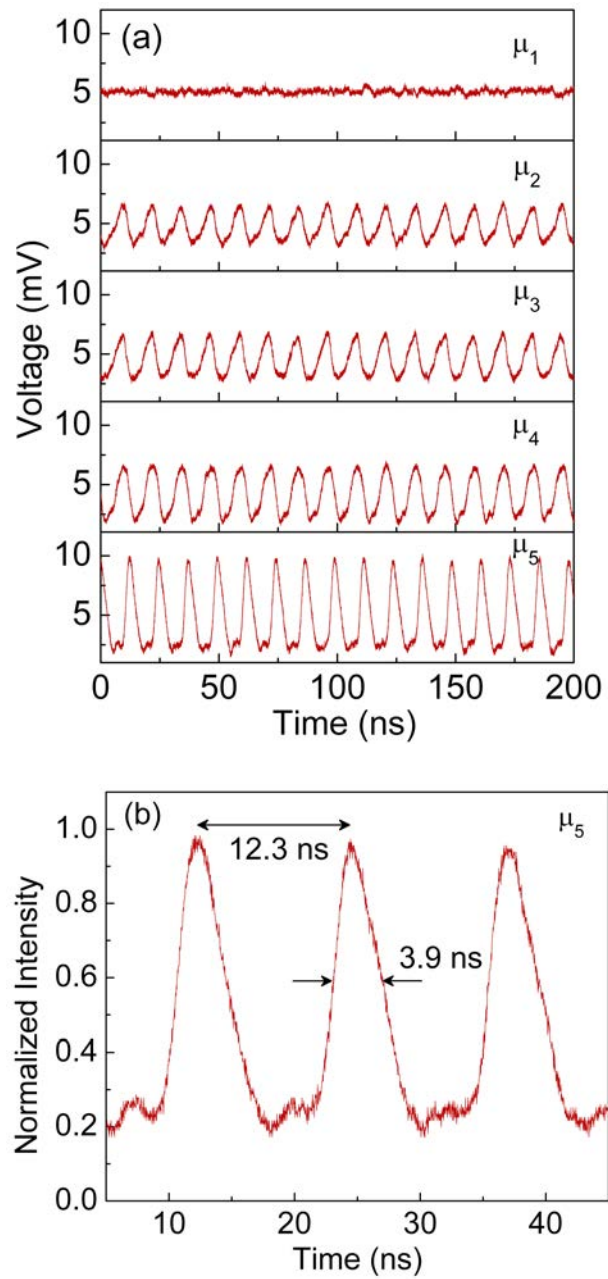 (a)
μ1
10
5
μ2
10
5
μ3
10
5
μ4
10
5
μ5
10
5
Voltage (mV)
0 50 100 150 200
Time (ns)
(b)
μ5
12.3 ns
3.9 ns
1.0
0.8
0.6
0.4
0.2
0.0
Normalized Intensity
10 20 30 40
Time (ns)